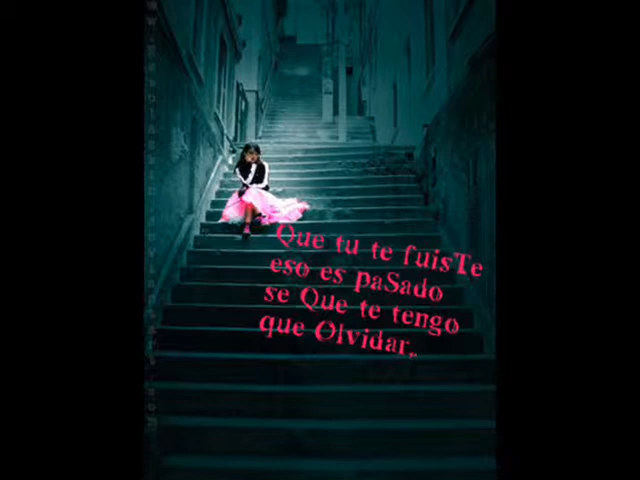 Que tu te fuisTe
eso es paSado
se Que te tengo
que Olvidar..